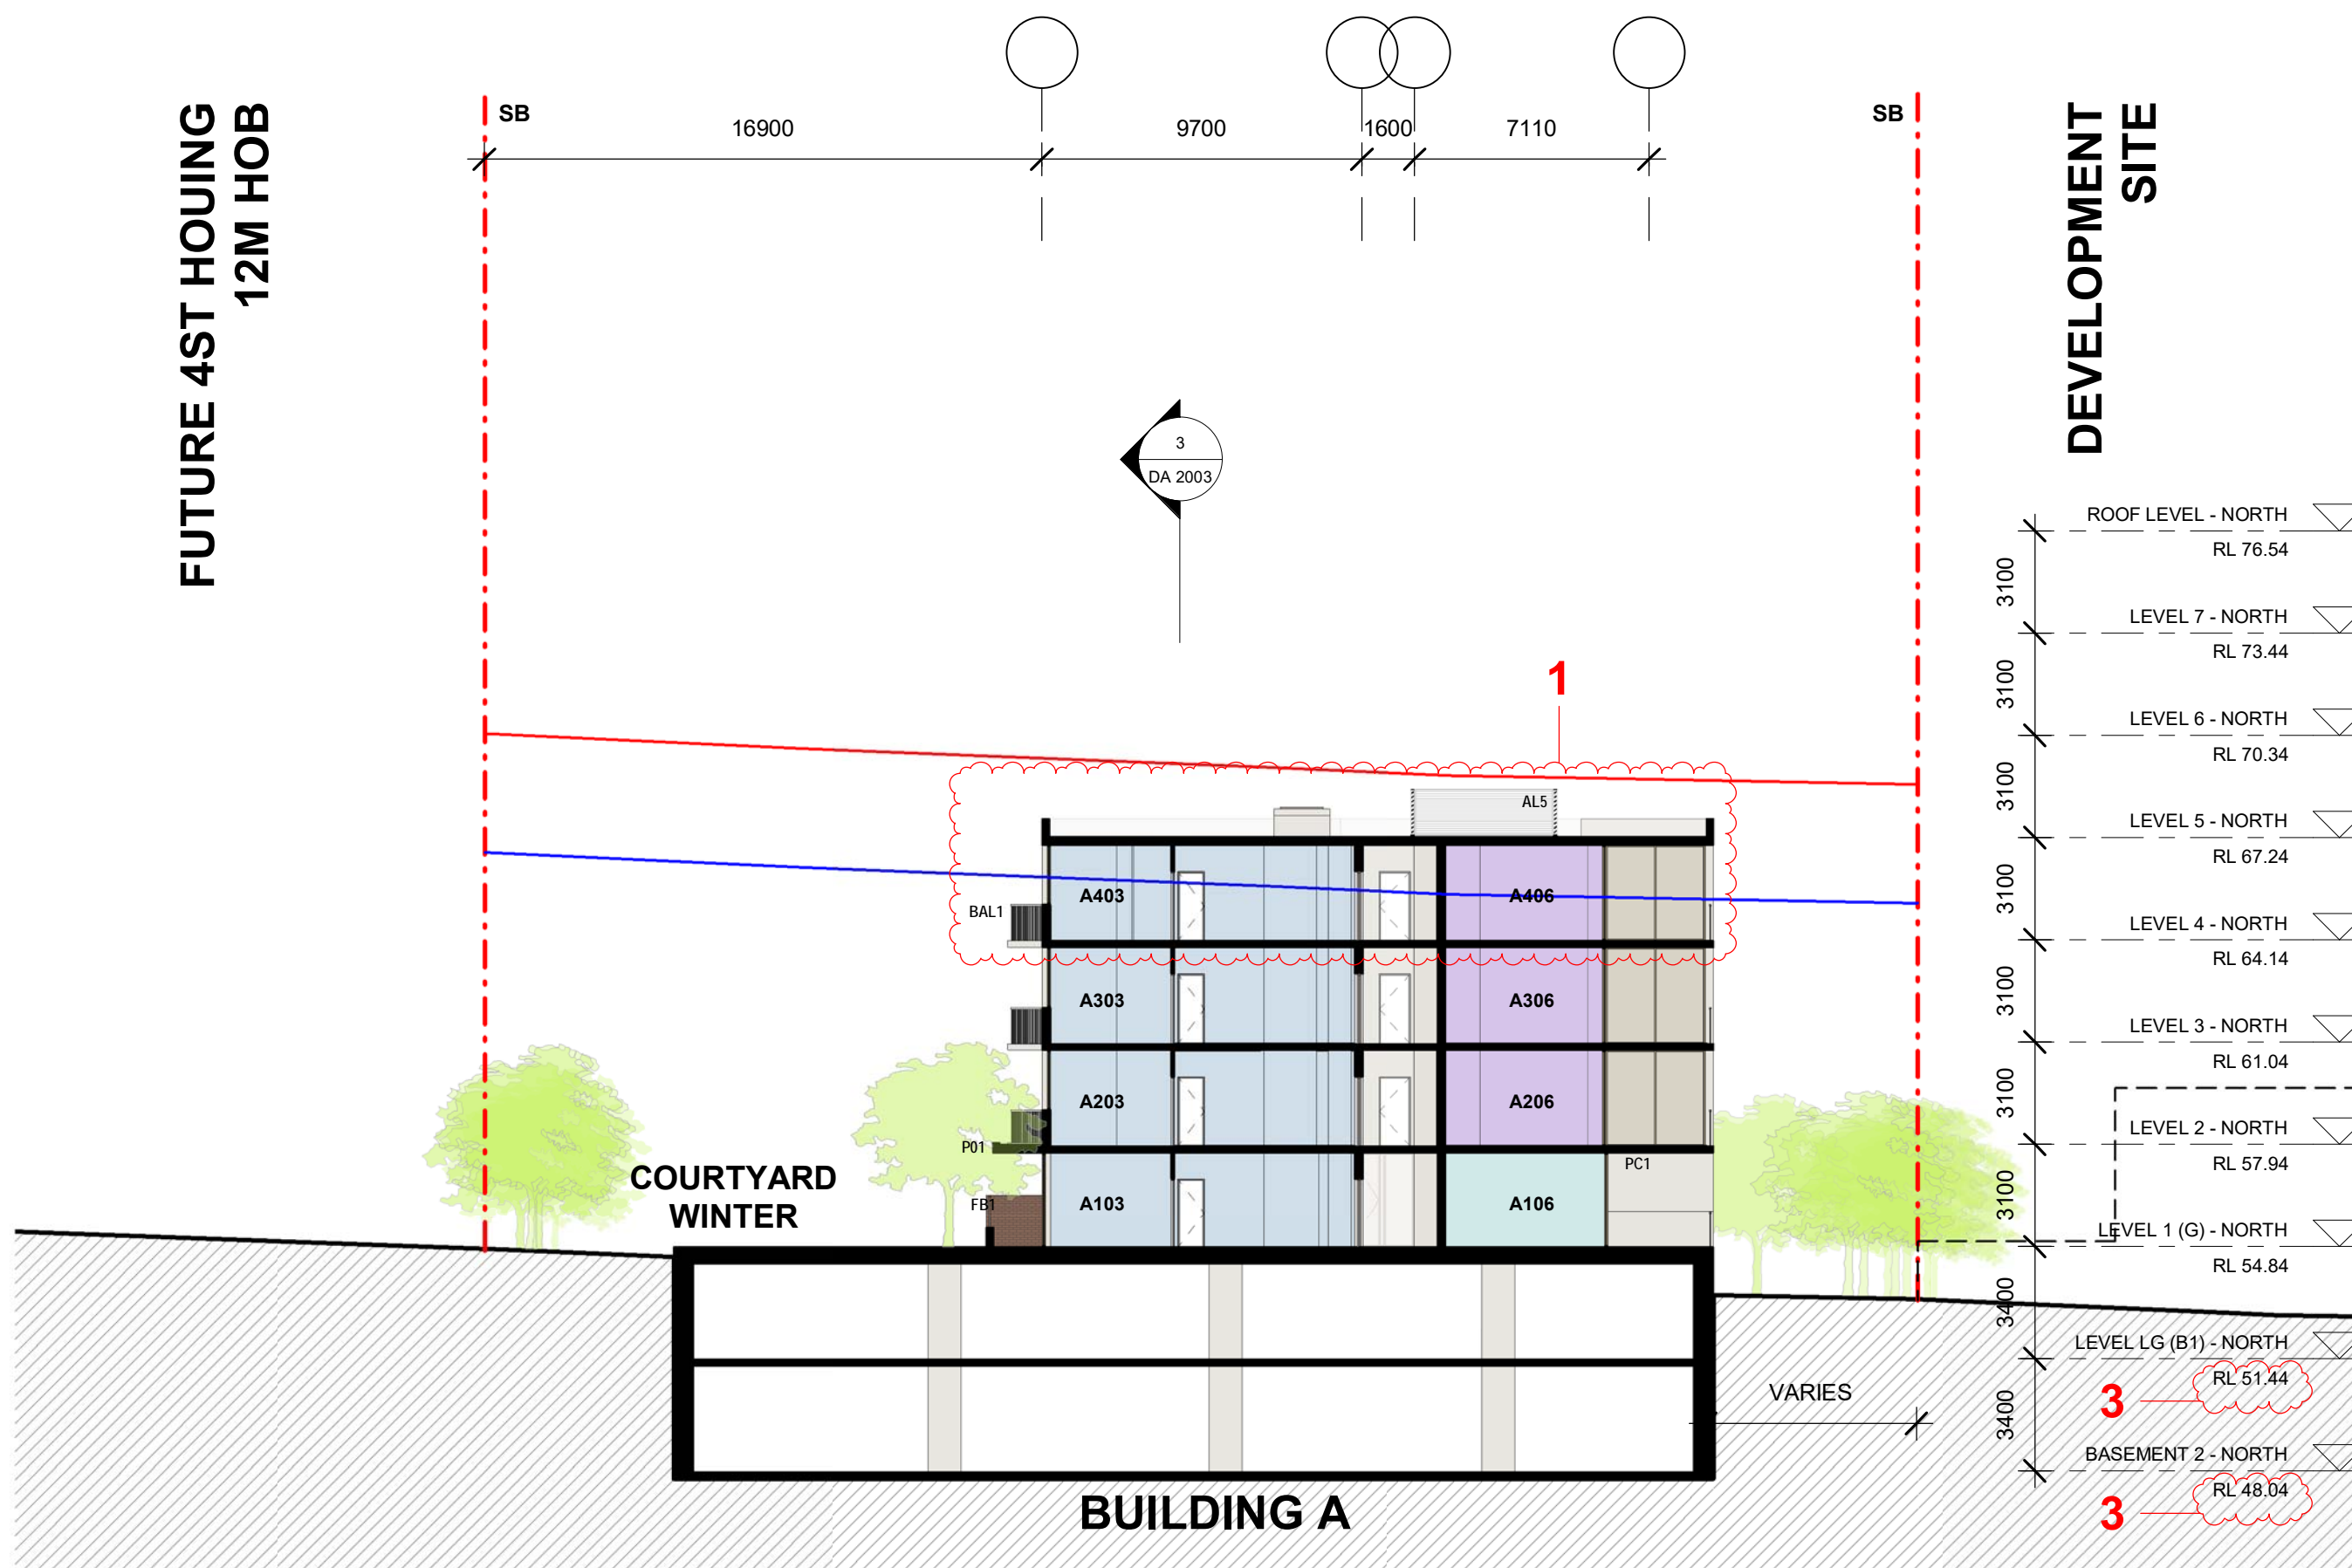 FUTURE 4ST HOUING
12M HOB
SB
16900
9700
1600
7110
SB
DEVELOPMENT
SITE
3
DA 2003
1
ROOF LEVEL - NORTH
RL 76.54
3100
LEVEL 7 - NORTH
RL 73.44
3100
LEVEL 6 - NORTH
RL 70.34
3100
LEVEL 5 - NORTH
RL 67.24
3100
LEVEL 4 - NORTH
RL 64.14
3100
LEVEL 3 - NORTH
RL 61.04
3100
LEVEL 2 - NORTH
RL 57.94
3100
LEVEL 1 (G) - NORTH
RL 54.84
3400
LEVEL LG (B1) - NORTH
RL 51.44
3
3400
BASEMENT 2 - NORTH
RL 48.04
3
AL5
A403
A406
BAL1
A303
A306
A203
A206
P01
PC1
COURTYARD
WINTER
FB1
A103
A106
VARIES
BUILDING A